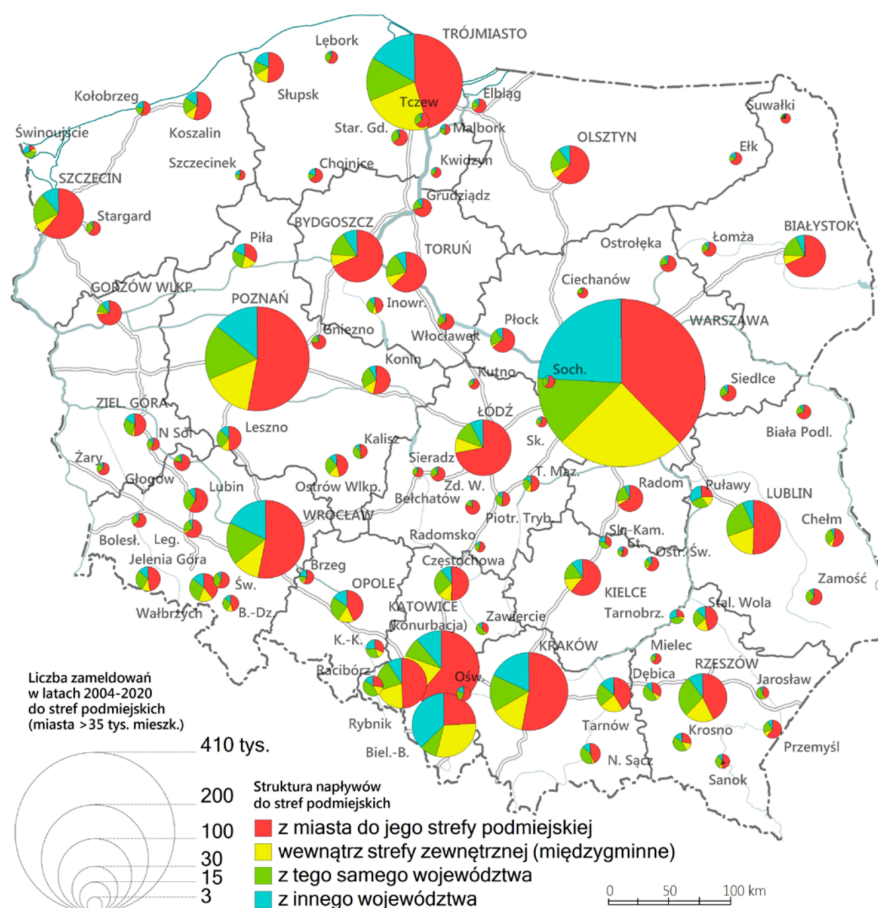 TRÓJMIASTO
Lębork
Słupsk
Kołobrzeg
Koszalin
Tczew
Elbląg
Star. Gd.
Malbork
Suwałki
OLSZTYN
Świnoujście
Szczecinek
Chojnice
Kwidzyn
Ełk
SZCZECIN
Stargard
Grudziądz
BYDGOSZCZ
Piła
TORUŃ
Ostrołęka
Łomża
BIAŁYSTOK
Ciechanów
GORZÓW WLKP.
POZNAŃ
Inowr.
Płock
WARSZAWA
Gniezno
Włocławek
Konin
Kutno
Soch.
Siedlce
ZIEL. GÓRA
N Sól
Leszno
ŁÓDŹ
Sk.
Biała Podl.
Kalisz
Sieradz
Żary
Głogów
Lubin
Ostrów Wlkp.
Zd. W.
T. Maz.
Bełchatów
Radom
Puławy
LUBLIN
WROCŁAW
Piotr. Tryb.
Chełm
Bolesł.
Leg.
Radomsko
Sk-Kam.
St.
Ostr. Św.
Jelenia Góra
Brzeg
Częstochowa
Zamość
Św.
OPOLE
KIELCE
Wałbrzych
B.-Dz.
KATOWICE
(konurbacja)
Zawiercie
Tarnobrz.
Stal. Wola
K.-K.
KRAKÓW
Mielec
Racibórz
Ośw.
Dębica
RZESZÓW
Jarosław
Rybnik
Tarnów
Krosno
Przemyśl
Biel.-B.
N. Sącz
Sanok
Liczba zameldowań
w latach 2004-2020
do stref podmiejskich
(miasta >35 tys. mieszk.)
410 tys.
200
100
30
15
3
Struktura napływów
do stref podmiejskich
z miasta do jego strefy podmiejskiej
wewnątrz strefy zewnętrznej (międzygminne)
z tego samego województwa
z innego województwa
0 50 100 km